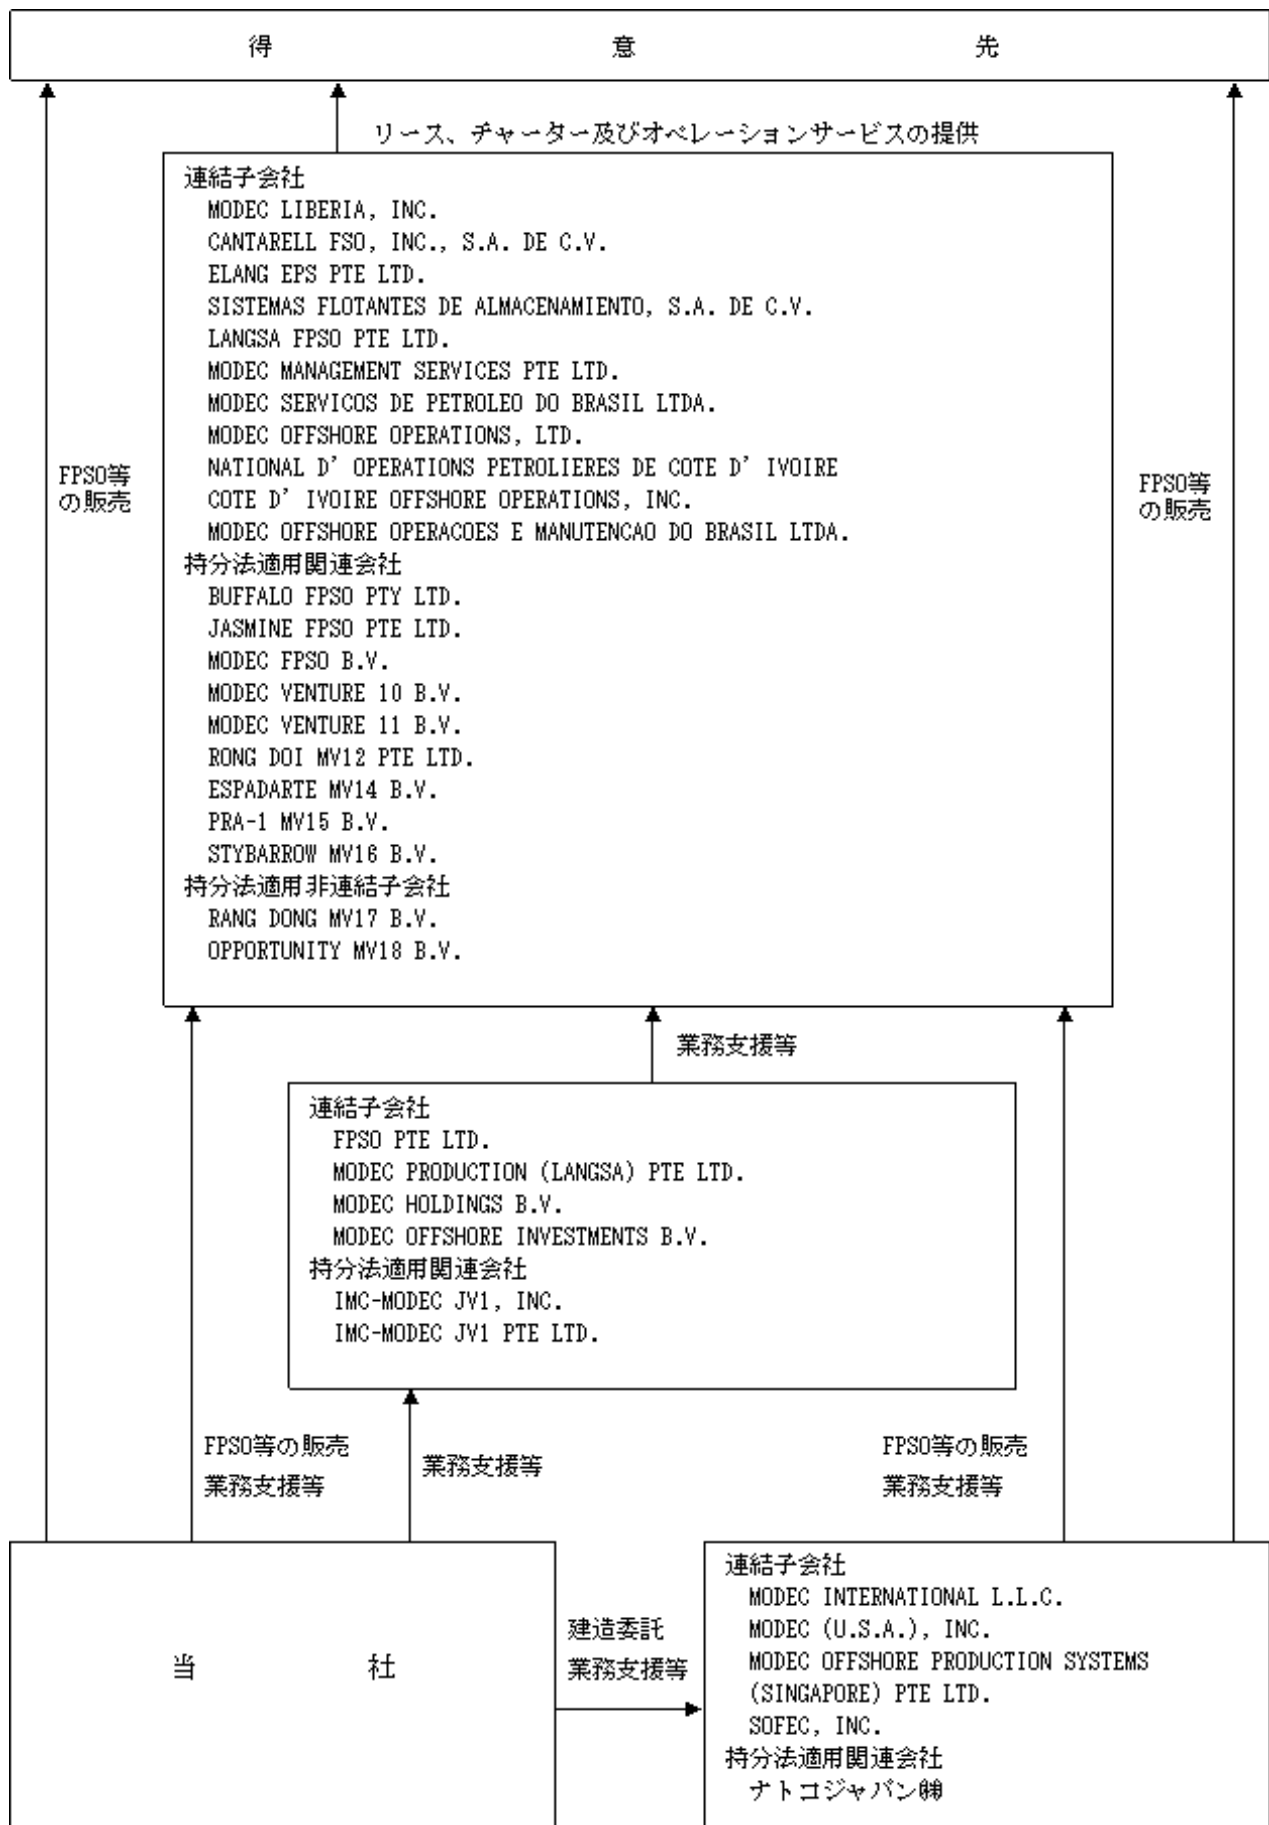 得意先
リース、チャーター及びオペレーションサービスの提供
連結子会社
MODEC LIBERIA, INC.
CANTARELL FSO, INC., S.A. DE C.V.
ELANG EPS PTE LTD.
SISTEMAS FLOTANTES DE ALMACENAMIENTO, S.A. DE C.V.
LANGSA FPSO PTE LTD.
MODEC MANAGEMENT SERVICES PTE LTD.
MODEC SERVICOS DE PETROLEO DO BRASIL LTDA.
MODEC OFFSHORE OPERATIONS, LTD.
NATIONAL D' OPERATIONS PETROLIERES DE COTE D' IVOIRE
COTE D' IVOIRE OFFSHORE OPERATIONS, INC.
MODEC OFFSHORE OPERACOES E MANUTENCAO DO BRASIL LTDA.
持分法適用関連会社
BUFFALO FPSO PTY LTD.
JASMINE FPSO PTE LTD.
MODEC FPSO B.V.
MODEC VENTURE 10 B.V.
MODEC VENTURE 11 B.V.
RONG DOI MV12 PTE LTD.
ESPADARTE MV14 B.V.
PRA-1 MV15 B.V.
STYBARROW MV16 B.V.
持分法適用非連結子会社
RANG DONG MV17 B.V.
OPPORTUNITY MV18 B.V.
FPSO等
の販売
FPSO等
の販売
業務支援等
連結子会社
FPSO PTE LTD.
MODEC PRODUCTION (LANGSA) PTE LTD.
MODEC HOLDINGS B.V.
MODEC OFFSHORE INVESTMENTS B.V.
持分法適用関連会社
IMC-MODEC JV1, INC.
IMC-MODEC JV1 PTE LTD.
FPSO等の販売
業務支援等
業務支援等
FPSO等の販売
業務支援等
当社
建造委託
業務支援等
連結子会社
MODEC INTERNATIONAL L.L.C.
MODEC (U.S.A.), INC.
MODEC OFFSHORE PRODUCTION SYSTEMS
(SINGAPORE) PTE LTD.
SOFEC, INC.
持分法適用関連会社
ナトコジャパン㈱